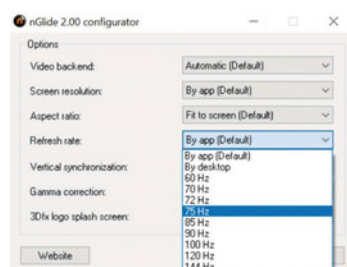 nGlide 2.00 configurator
Options
Video backend: Automatic (Default)
Screen resolution: By app (Default)
Aspect ratio: Fit to screen (Default)
Refresh rate: By app (Default)
By app (Default)
By desktop
60 Hz
Vertical synchronization: 70 Hz
72 Hz
75 Hz
Gamma correction: 85 Hz
90 Hz
3Dfx logo splash screen: 100 Hz
120 Hz
Website 144 Hz